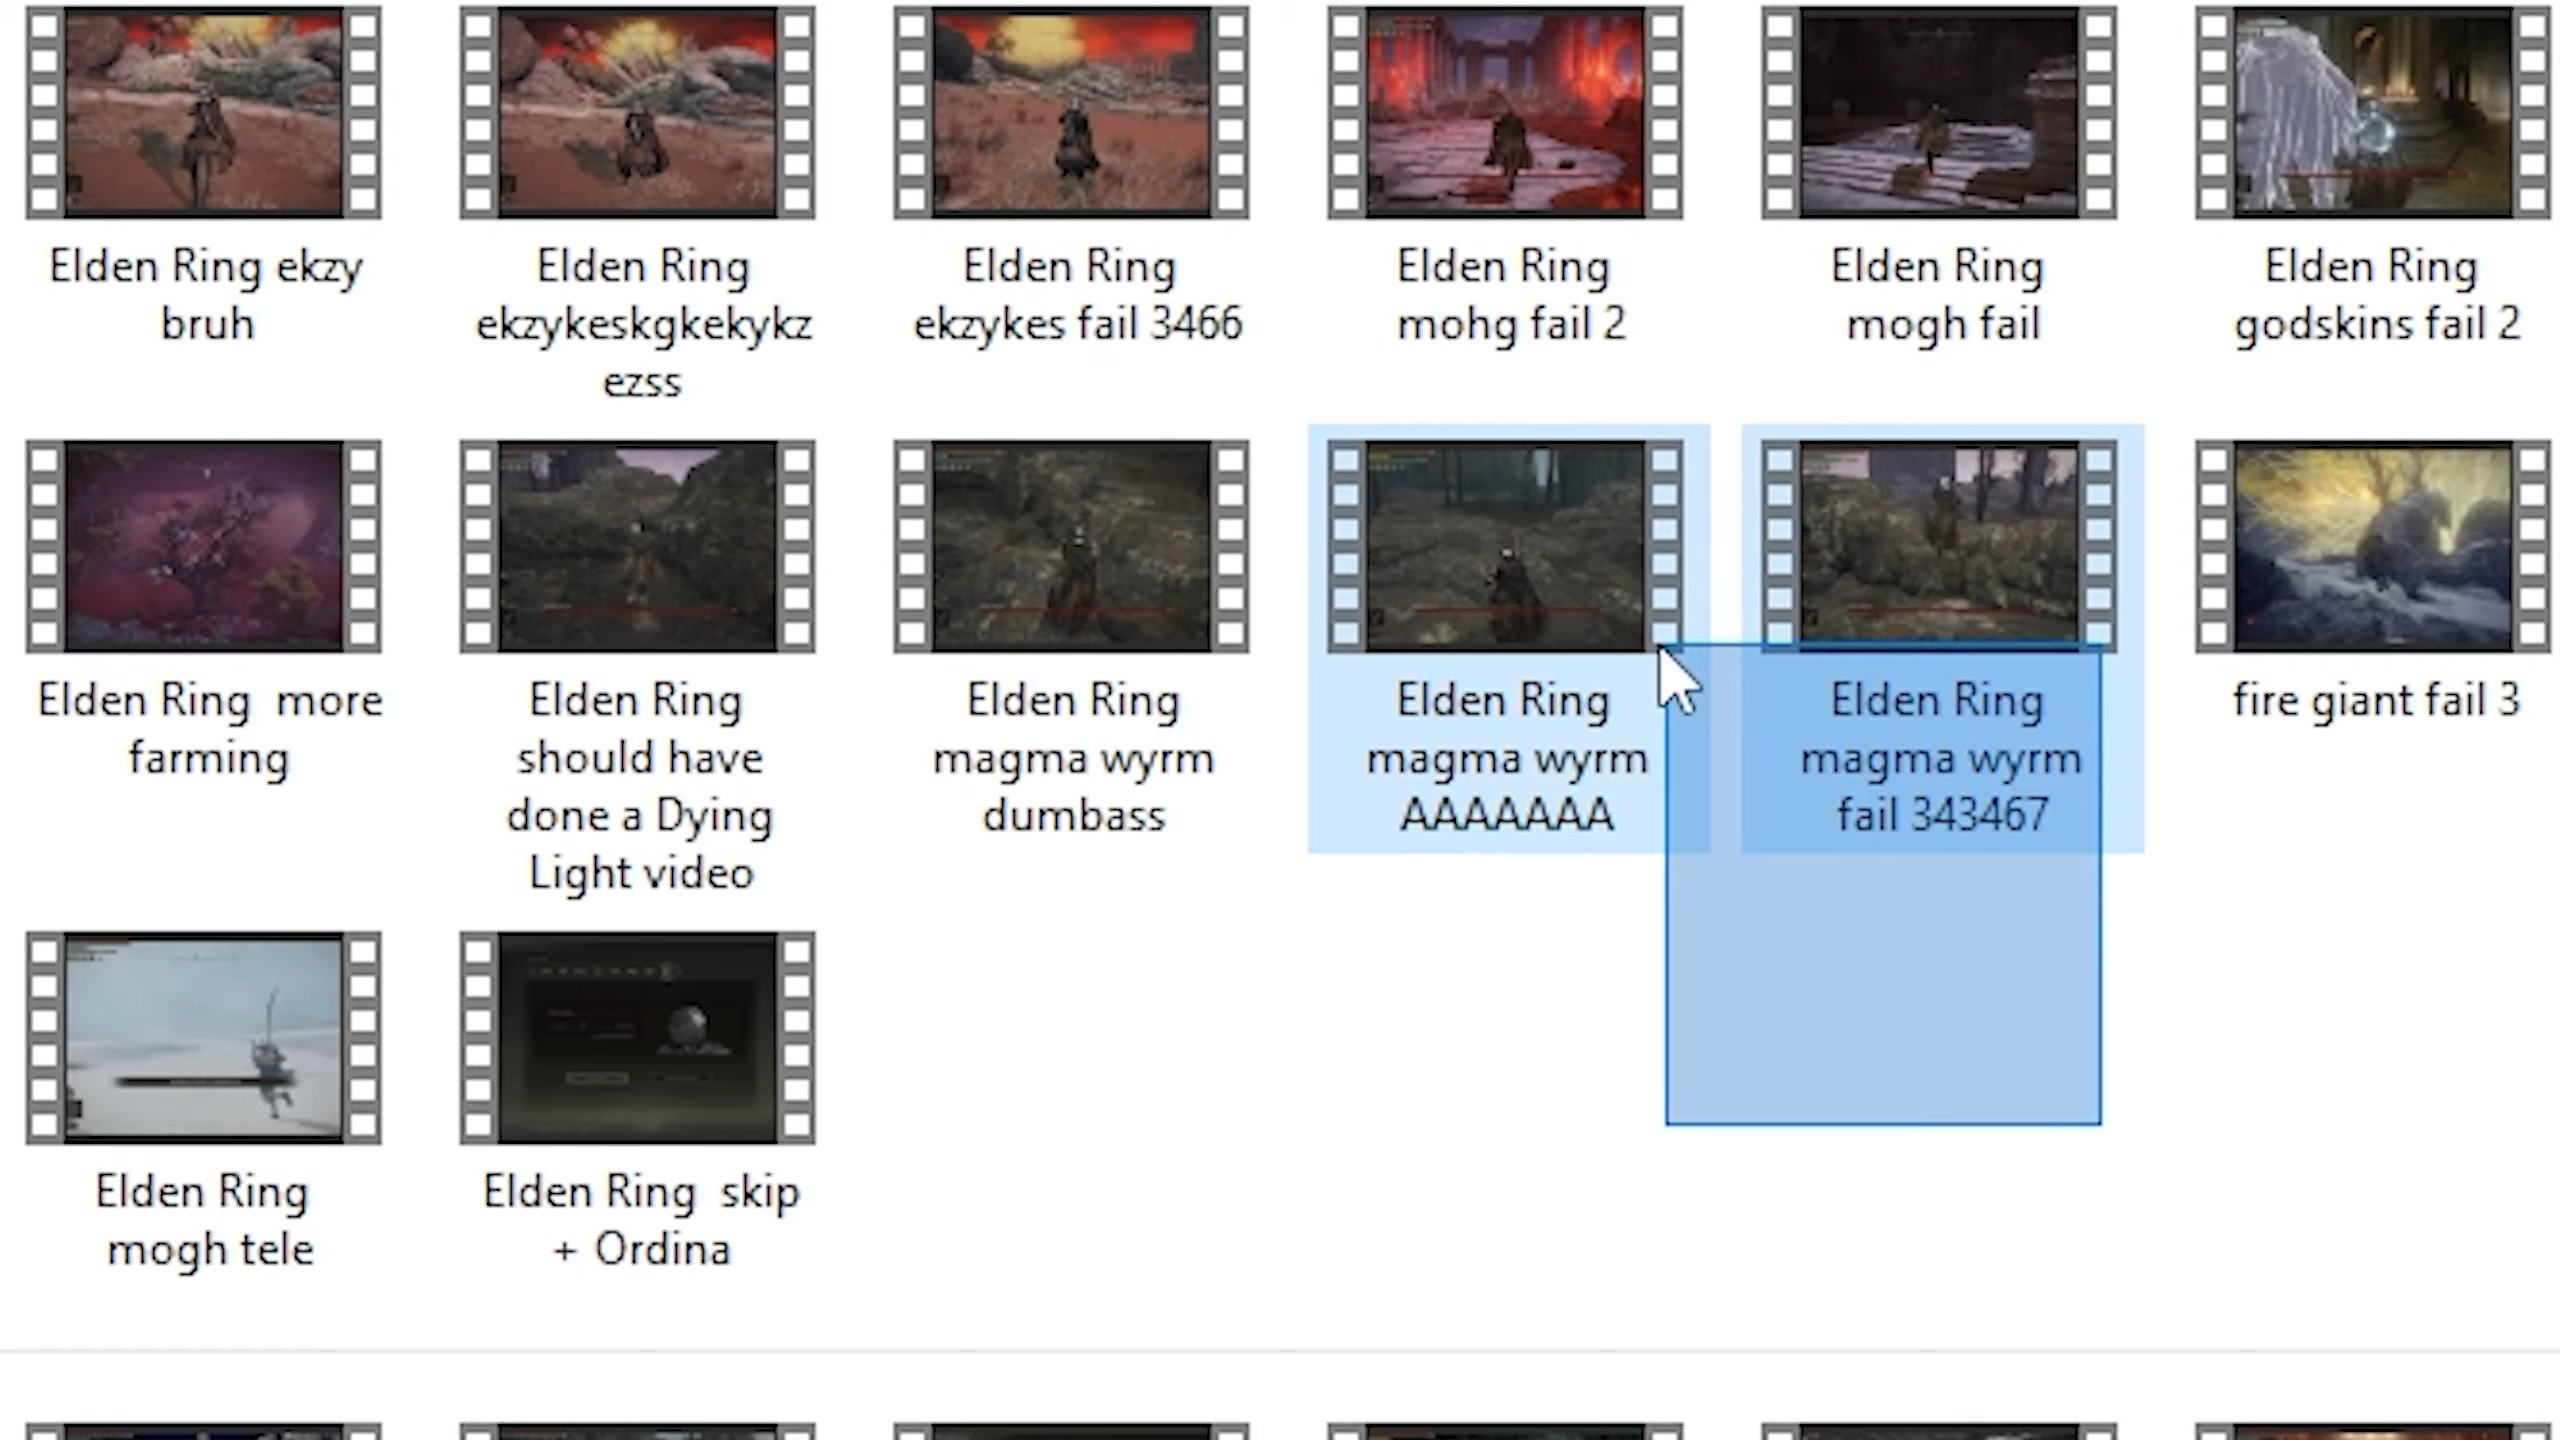 Elden Ring ekzy
bruh
Elden Ring
ekzykeskgkekykz
ezss
Elden Ring
ekzykes fail 3466
Elden Ring
mohg fail 2
Elden Ring
mogh fail
Elden Ring
godskins fail 2
Elden Ring  more
farming
Elden Ring
should have
done a Dying
Light video
Elden Ring
magma wyrm
dumbass
Elden Ring
magma wyrm
AAAAAAA
Elden Ring
magma wyrm
fail 343467
fire giant fail 3
Elden Ring
mogh tele
Elden Ring  skip
+ Ordina